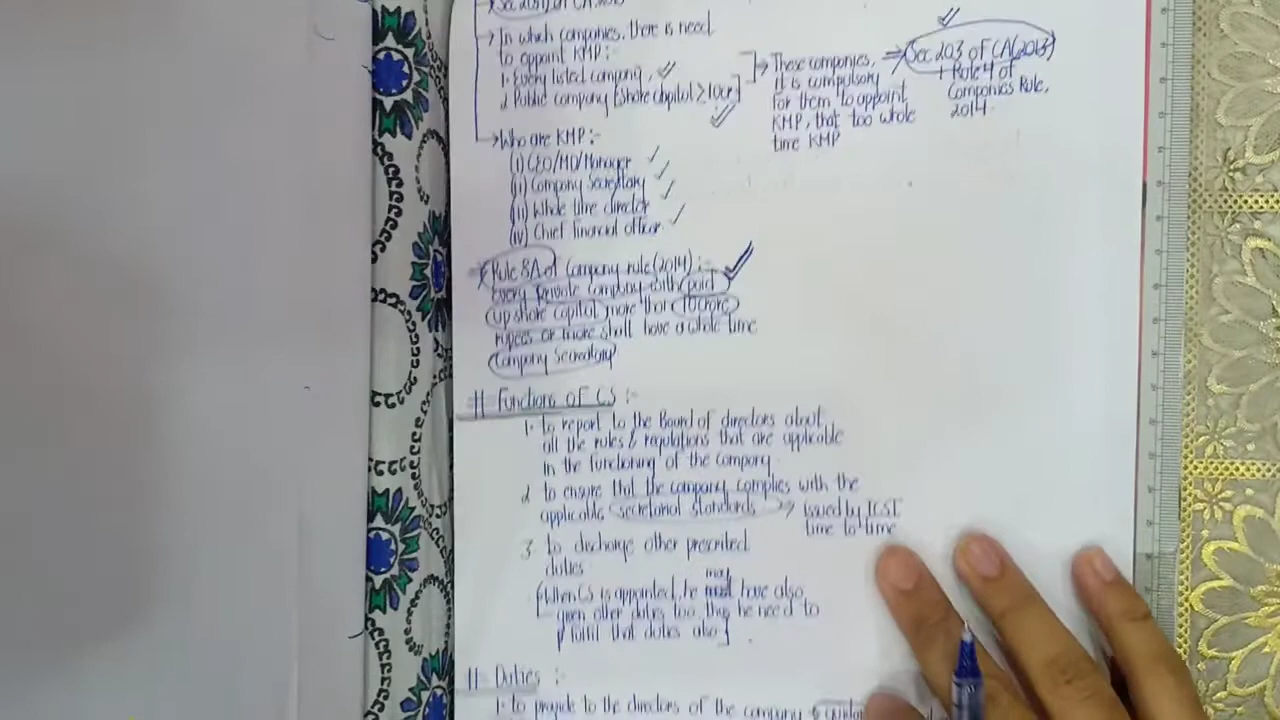 In which companies, there is need
to appoint KMP:-
1. Every listed company,
2 Public company [share capital ≥ 10cr]
These companies,
it is compulsory
for them to appoint
KMP, that too whole
time KMP
Sec 203 of CA(2013)
+ Rule 4 of
Companies Rule,
2014
Who are KMP:-
(i) CEO/MD/Manager
(ii) Company Secretary
(iii) Whole time director
(iv) Chief financial officer
Rule 8A of Company rule (2014):-
Every private company with paid
up share capital more than 10 crore
rupees or more shall have a whole time
Company Secretary
# Functions of CS :-
1. to report to the Board of directors about
all the rules & regulations that are applicable
in the functioning of the company
2 to ensure that the company complies with the
applicable secretarial standards → issued by ICSI
time to time
3 to discharge other prescribed
duties
[When CS is appointed, he may have also
given other duties too, thus he need to
fulfill that duties also]
# Duties :-
1. to provide to the directors of the company